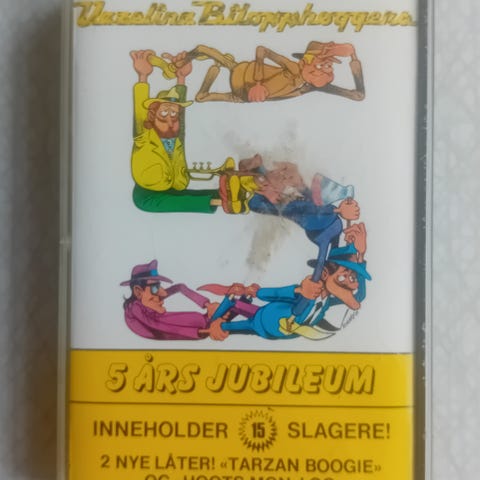 Vazelina Bilopphøggers
5 ÅRS JUBILEUM
INNEHOLDER 15 SLAGERE!
2 NYE LÅTER! «TARZAN BOOGIE»